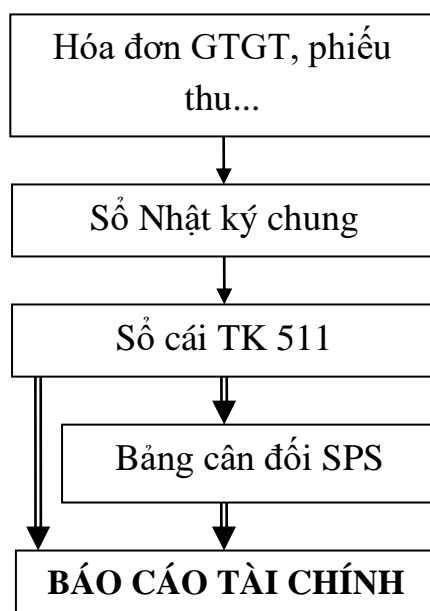 Hóa đơn GTGT, phiếu
thu...
Sổ Nhật ký chung
Sổ cái TK 511
Bảng cân đối SPS
BÁO CÁO TÀI CHÍNH